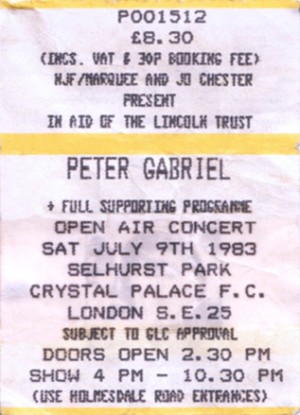 P001512
£8.30
(INCS. VAT & 30P BOOKING FEE)
NJF/MARQUEE AND JO CHESTER
PRESENT
IN AID OF THE LINCOLN TRUST
PETER GABRIEL
+ FULL SUPPORTING PROGRAMME
OPEN AIR CONCERT
SAT JULY 9TH 1983
SELHURST PARK
CRYSTAL PALACE F.C.
LONDON S.E.25
SUBJECT TO GLC APPROVAL
DOORS OPEN 2.30 PM
SHOW 4 PM - 10.30 PM
(USE HOLMESDALE ROAD ENTRANCES)